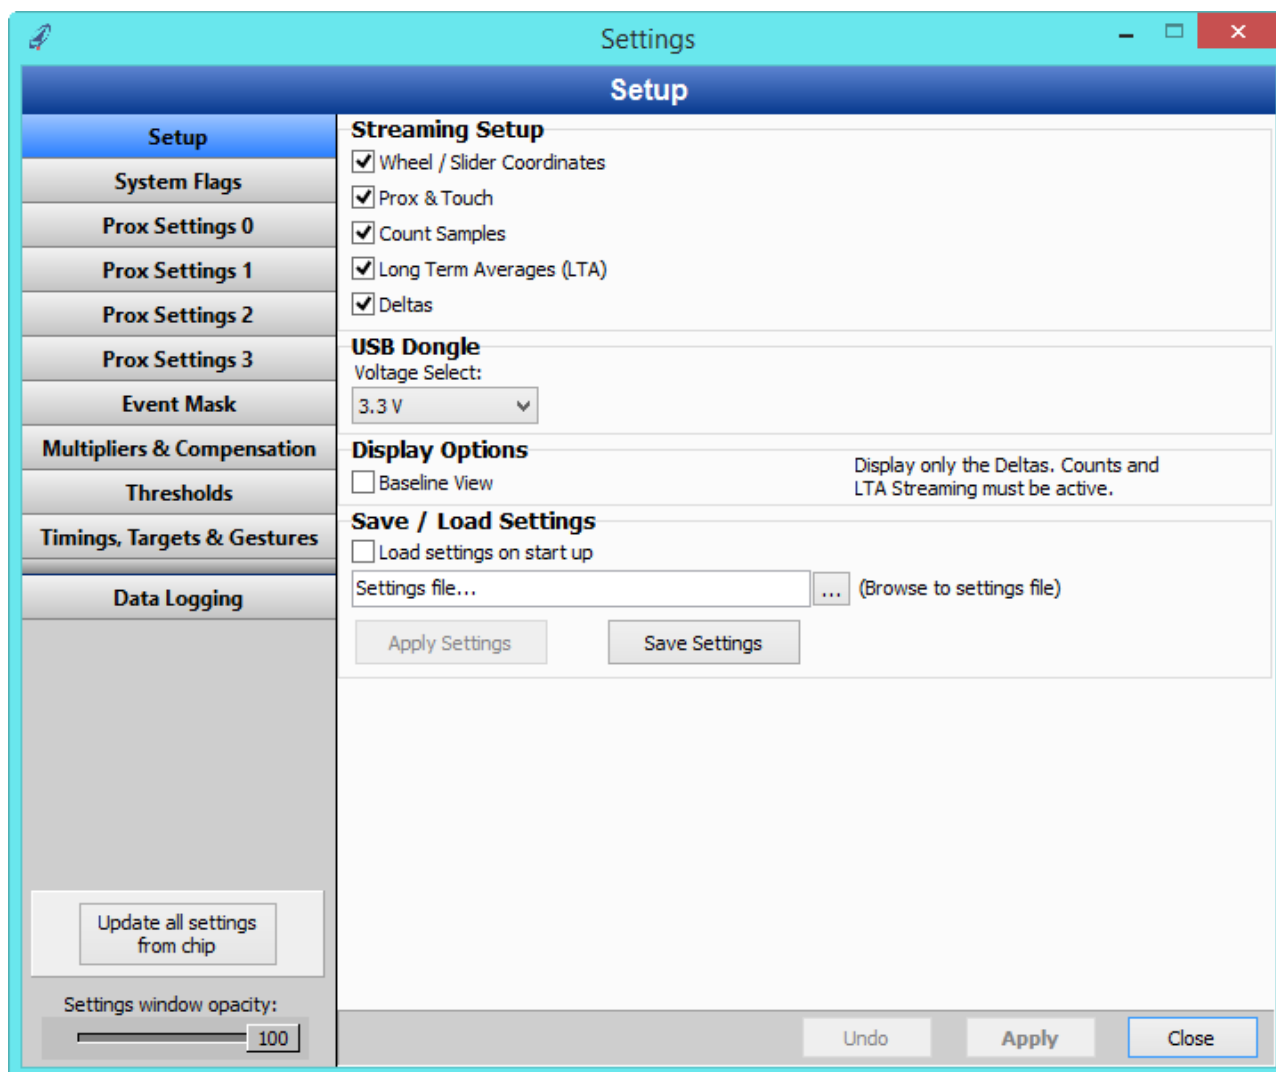 Settings
Setup
Setup
System Flags
Prox Settings 0
Prox Settings 1
Prox Settings 2
Prox Settings 3
Event Mask
Multipliers & Compensation
Thresholds
Timings, Targets & Gestures
Data Logging
Update all settings
from chip
Settings window opacity:
100
Streaming Setup
Wheel / Slider Coordinates
Prox & Touch
Count Samples
Long Term Averages (LTA)
Deltas
USB Dongle
Voltage Select:
3.3 V
Display Options
Baseline View
Display only the Deltas. Counts and
LTA Streaming must be active.
Save / Load Settings
Load settings on start up
Settings file... ... (Browse to settings file)
Apply Settings Save Settings
Undo Apply Close